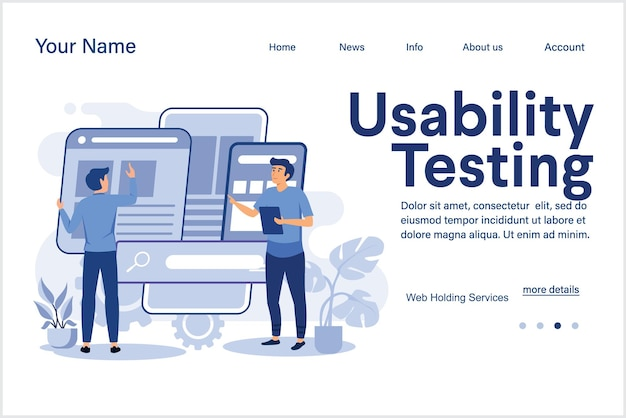 Your Name
Home
News
Info
About us
Account
Usability
Testing
Dolor sit amet, consectetur elit, sed do
eiusmod tempor incididunt ut labore et
dolore magna aliqua. Ut enim ad minim
veniam.
Web Holding Services
more details